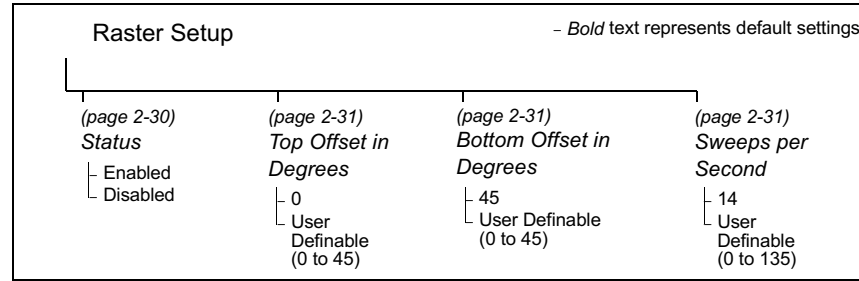 Raster Setup
– Bold text represents default settings
(page 2-30)
Status
Enabled
Disabled
(page 2-31)
Top Offset in
Degrees
0
User
Definable
(0 to 45)
(page 2-31)
Bottom Offset in
Degrees
45
User Definable
(0 to 45)
(page 2-31)
Sweeps per
Second
14
User
Definable
(0 to 135)